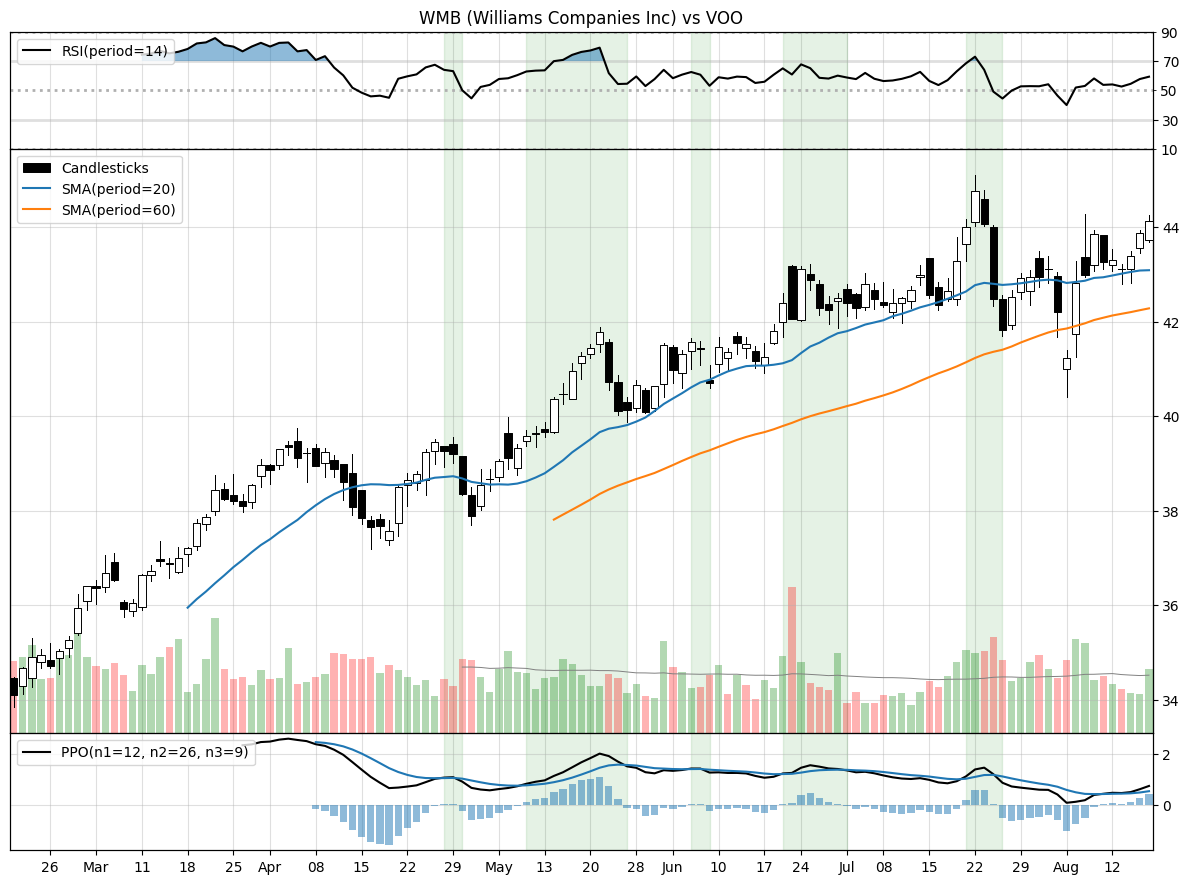 WMB (Williams Companies Inc) vs VOO
RSI(period=14)
90
70
50
30
10
Candlesticks
SMA(period=20)
SMA(period=60)
44
42
40
38
36
34
PPO(n1=12, n2=26, n3=9)
2
0
26 Mar 11 18 25 Apr 08 15 22 29 May 13 20 28 Jun 10 17 24 Jul 08 15 22 29 Aug 12